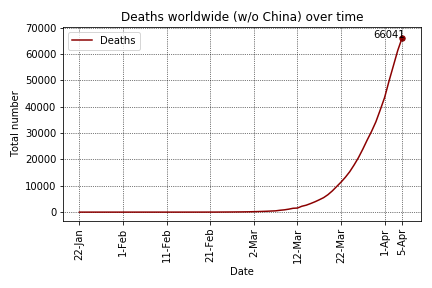 Deaths worldwide (w/o China) over time
Deaths
66041
Total number
70000
60000
50000
40000
30000
20000
10000
0
22-Jan
1-Feb
11-Feb
21-Feb
2-Mar
12-Mar
22-Mar
1-Apr
5-Apr
Date